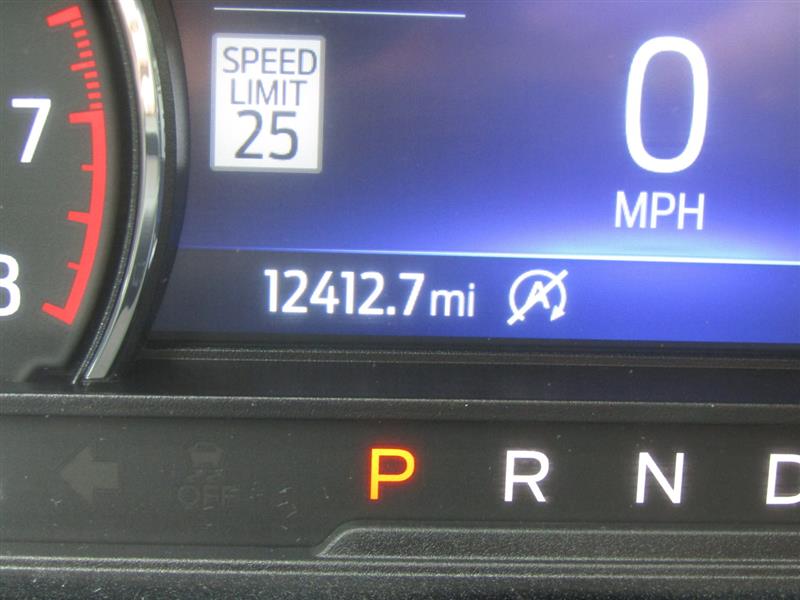 7
8
SPEED
LIMIT
25
0
MPH
12412.7 mi
A
OFF
P R N D